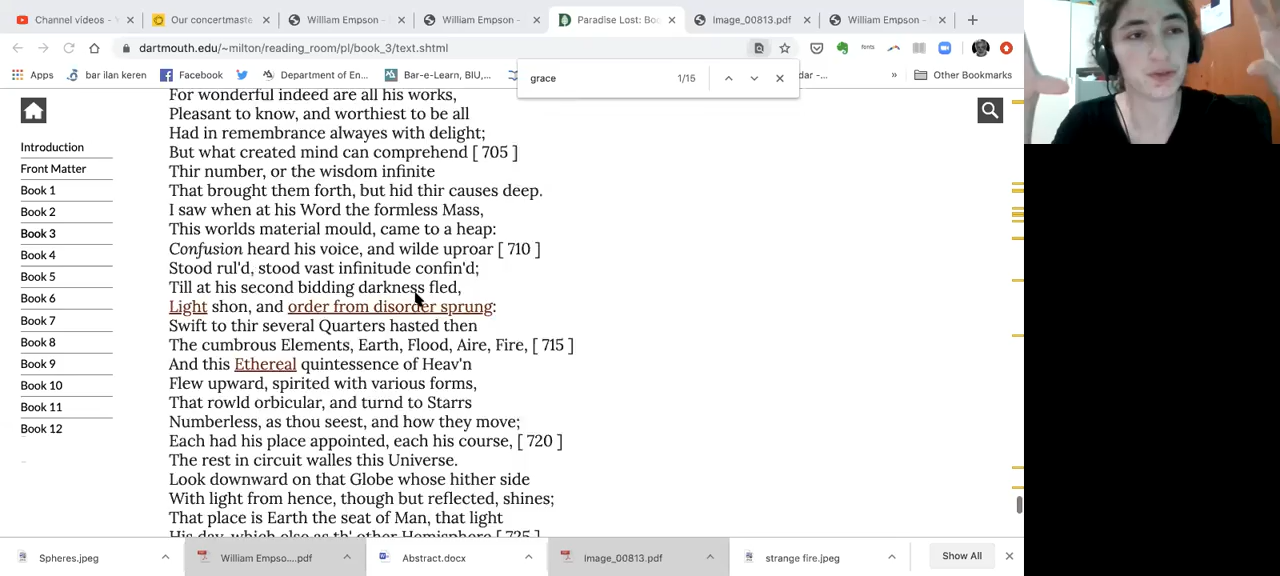 Channel videos - Y
Our concertmaste
William Empson -
William Empson -
Paradise Lost: Boo
Image_00813.pdf
William Empson -
dartmouth.edu/~milton/reading_room/pl/book_3/text.shtml
fonts
Apps
bar ilan keren
Facebook
Department of En...
Bar-e-Learn, BIU,...
dar -...
»
Other Bookmarks
grace
1/15
Introduction
Front Matter
Book 1
Book 2
Book 3
Book 4
Book 5
Book 6
Book 7
Book 8
Book 9
Book 10
Book 11
Book 12
For wonderful indeed are all his works,
Pleasant to know, and worthiest to be all
Had in remembrance alwayes with delight;
But what created mind can comprehend [ 705 ]
Thir number, or the wisdom infinite
That brought them forth, but hid thir causes deep.
I saw when at his Word the formless Mass,
This worlds material mould, came to a heap:
Confusion heard his voice, and wilde uproar [ 710 ]
Stood rul'd, stood vast infinitude confin'd;
Till at his second bidding darkness fled,
Light shon, and order from disorder sprung:
Swift to thir several Quarters hasted then
The cumbrous Elements, Earth, Flood, Aire, Fire, [ 715 ]
And this Ethereal quintessence of Heav'n
Flew upward, spirited with various forms,
That rowld orbicular, and turnd to Starrs
Numberless, as thou seest, and how they move;
Each had his place appointed, each his course, [ 720 ]
The rest in circuit walles this Universe.
Look downward on that Globe whose hither side
With light from hence, though but reflected, shines;
That place is Earth the seat of Man, that light
His day, which else as th' other Hemisphere [ 725 ]
Spheres.jpeg
William Empso....pdf
Abstract.docx
Image_00813.pdf
strange fire.jpeg
Show All